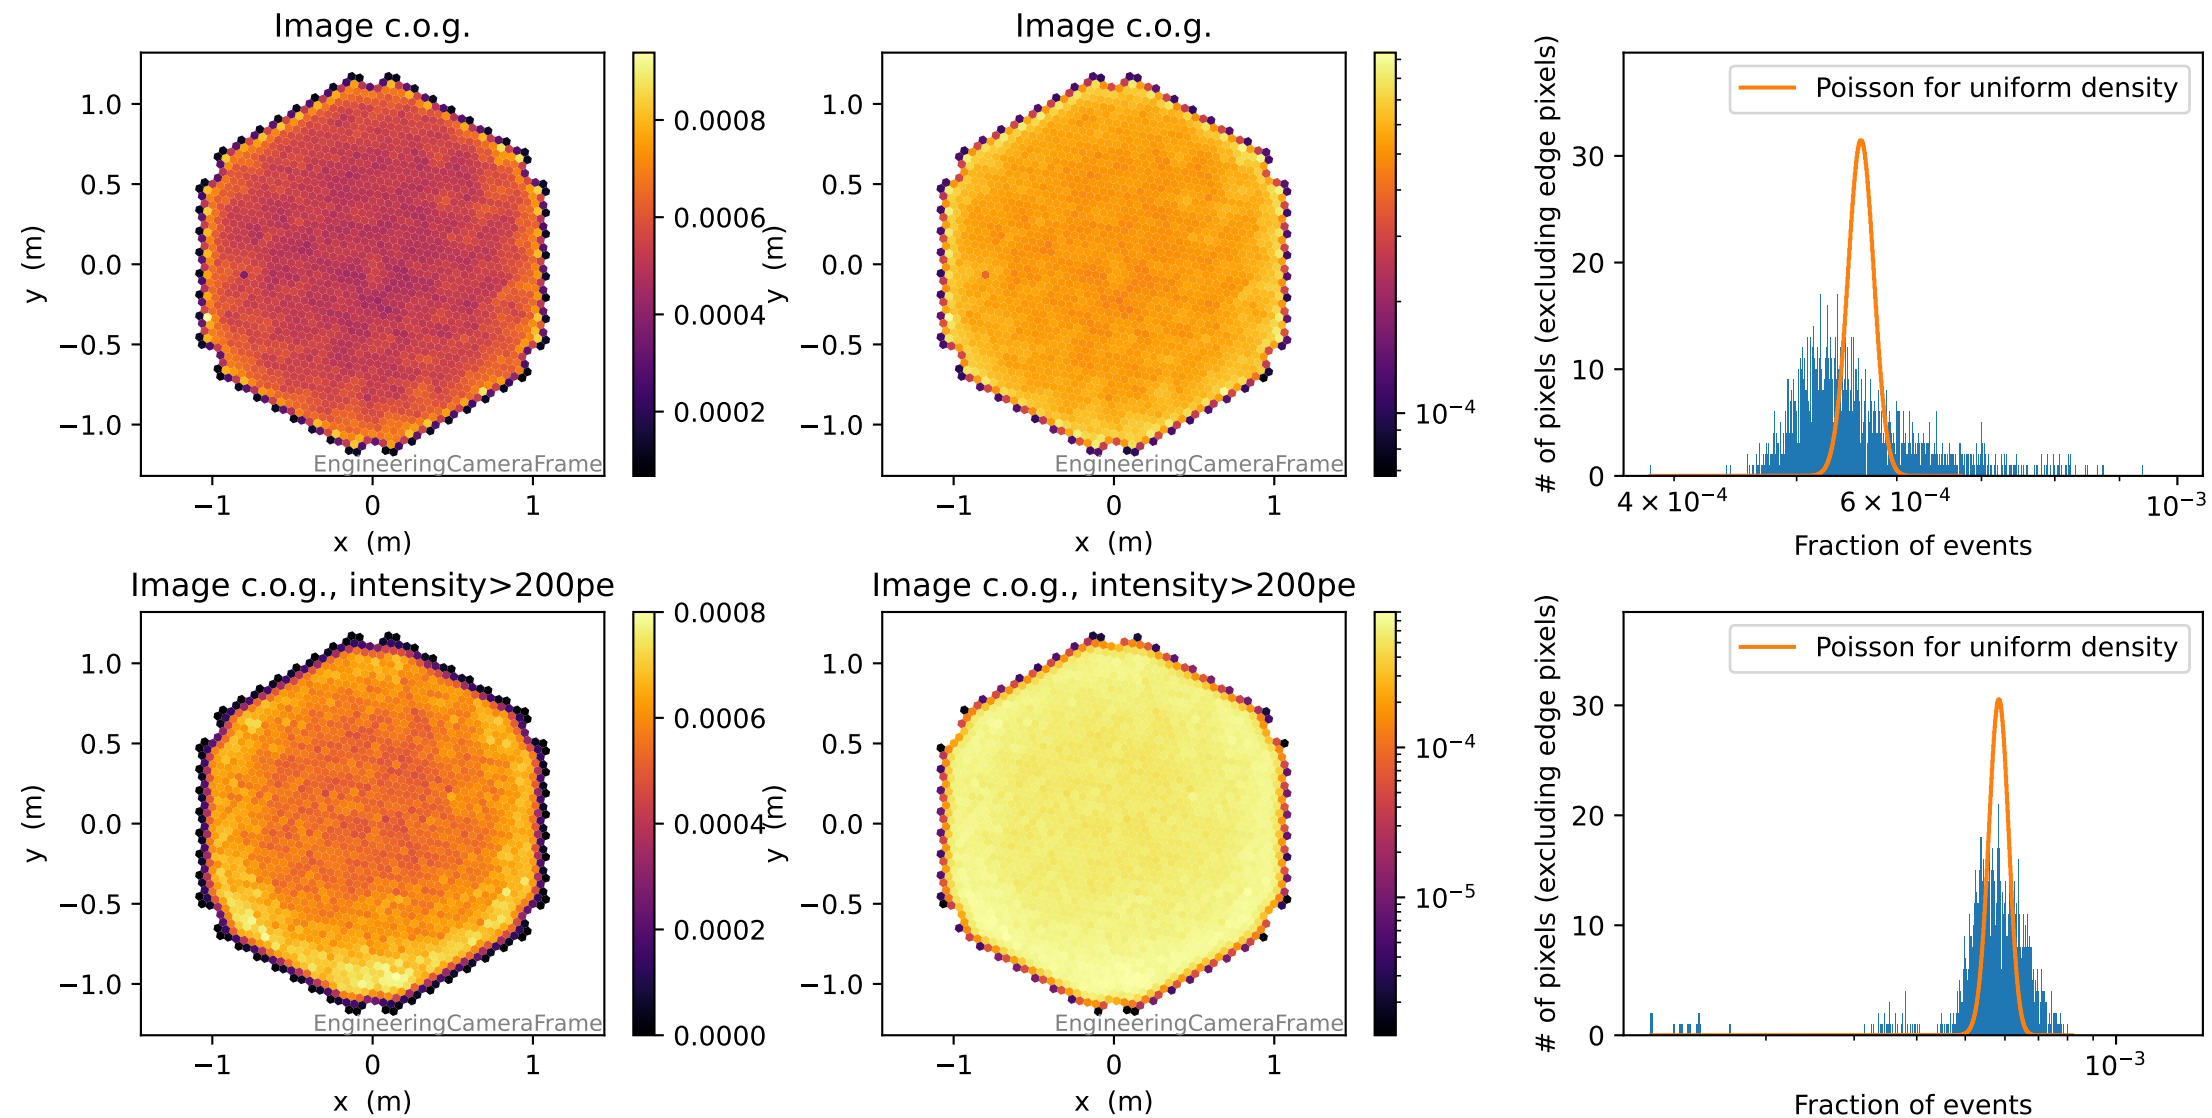 Image c.o.g.
1.0
0.5
0.0
−0.5
−1.0
y (m)
−1
0
1
x (m)
EngineeringCameraFrame
0.0008
0.0006
0.0004
0.0002
Image c.o.g.
1.0
0.5
0.0
−0.5
−1.0
y (m)
−1
0
1
x (m)
EngineeringCameraFrame
10⁻⁴
Poisson for uniform density
# of pixels (excluding edge pixels)
30
20
10
0
4 × 10⁻⁴
6 × 10⁻⁴
10⁻³
Fraction of events
Image c.o.g., intensity>200pe
1.0
0.5
0.0
−0.5
−1.0
y (m)
−1
0
1
x (m)
EngineeringCameraFrame
0.0008
0.0006
0.0004
0.0002
0.0000
Image c.o.g., intensity>200pe
1.0
0.5
0.0
−0.5
−1.0
y (m)
−1
0
1
x (m)
EngineeringCameraFrame
10⁻⁴
10⁻⁵
Poisson for uniform density
# of pixels (excluding edge pixels)
30
20
10
0
10⁻³
Fraction of events